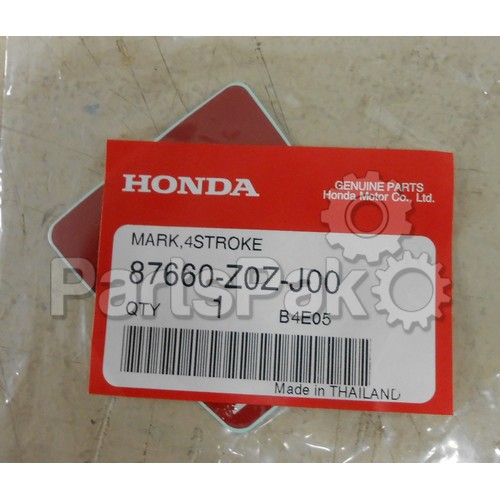 HONDA
GENUINE PARTS
Honda Motor Co., Ltd.
MARK,4STROKE
87660-Z0Z-J00
QTY 1 B4E05
Made in THAILAND
PartsPak